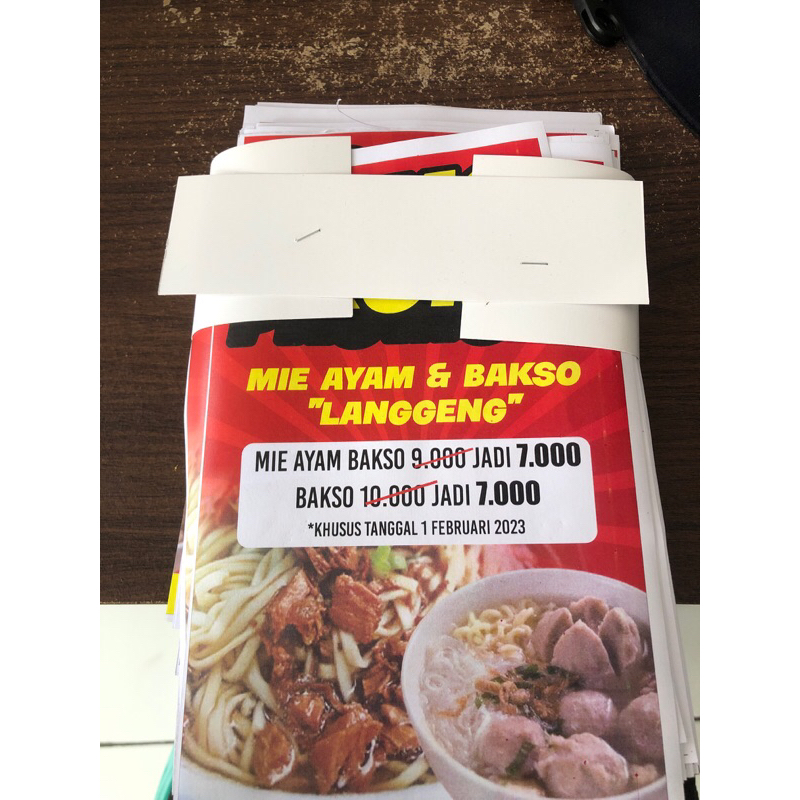 MIE AYAM & BAKSO
"LANGGENG"
MIE AYAM BAKSO 9.000 JADI 7.000
BAKSO 10.000 JADI 7.000
*KHUSUS TANGGAL 1 FEBRUARI 2023